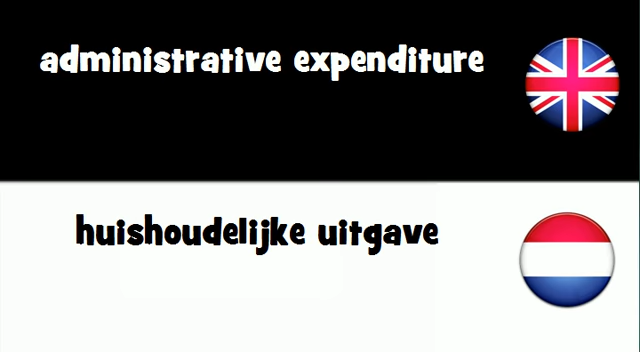 administrative expenditure
huishoudelijke uitgave